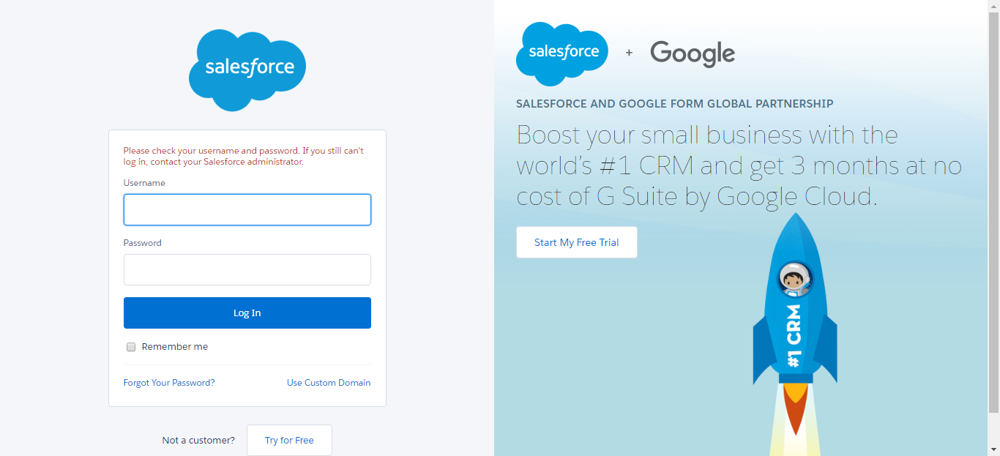 salesforce
Please check your username and password. If you still can't
log in, contact your Salesforce administrator.
Username
Password
Log In
Remember me
Forgot Your Password?
Use Custom Domain
Not a customer?
Try for Free
salesforce + Google
SALESFORCE AND GOOGLE FORM GLOBAL PARTNERSHIP
Boost your small business with the
world’s #1 CRM and get 3 months at no
cost of G Suite by Google Cloud.
Start My Free Trial
#1 CRM